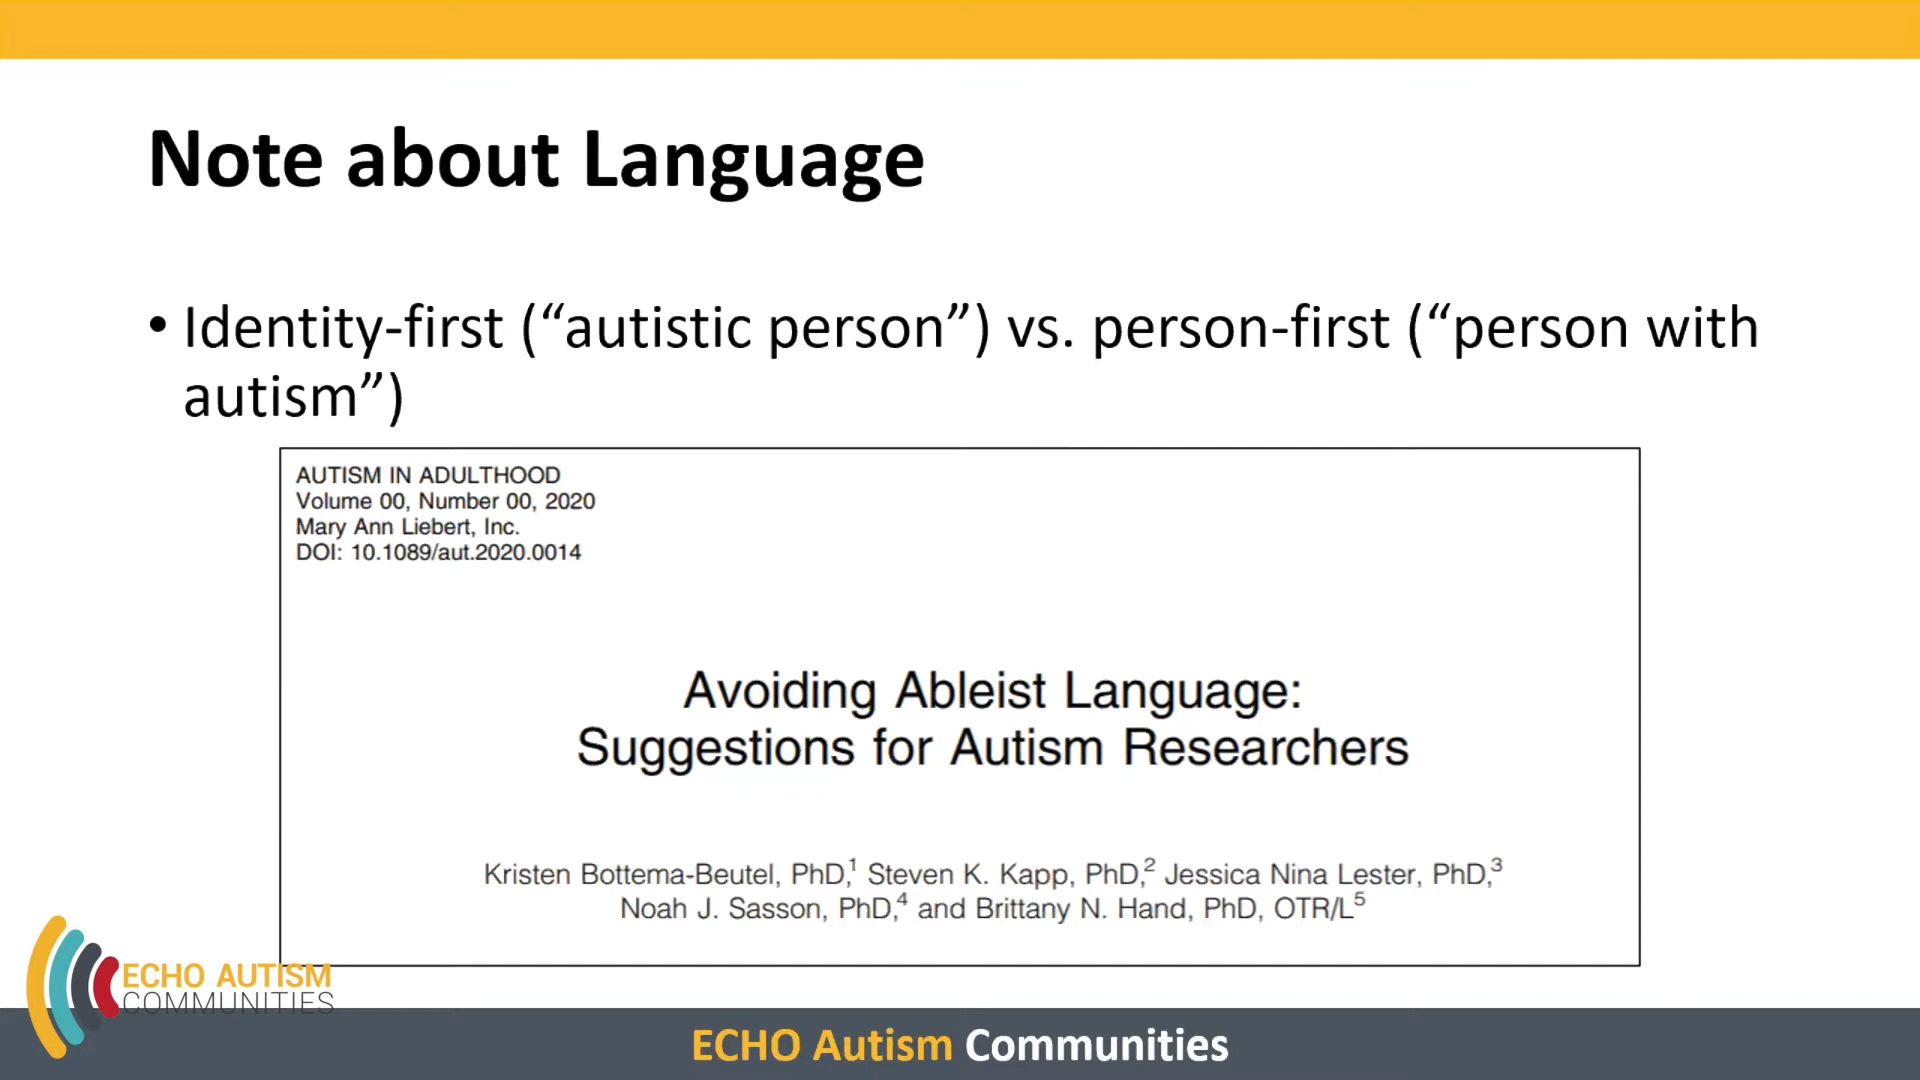 Note about Language
• Identity-first (“autistic person”) vs. person-first (“person with
autism”)
AUTISM IN ADULTHOOD
Volume 00, Number 00, 2020
Mary Ann Liebert, Inc.
DOI: 10.1089/aut.2020.0014
Avoiding Ableist Language:
Suggestions for Autism Researchers
Kristen Bottema-Beutel, PhD,¹ Steven K. Kapp, PhD,² Jessica Nina Lester, PhD,³
Noah J. Sasson, PhD,⁴ and Brittany N. Hand, PhD, OTR/L⁵
ECHO AUTISM
COMMUNITIES
ECHO Autism Communities